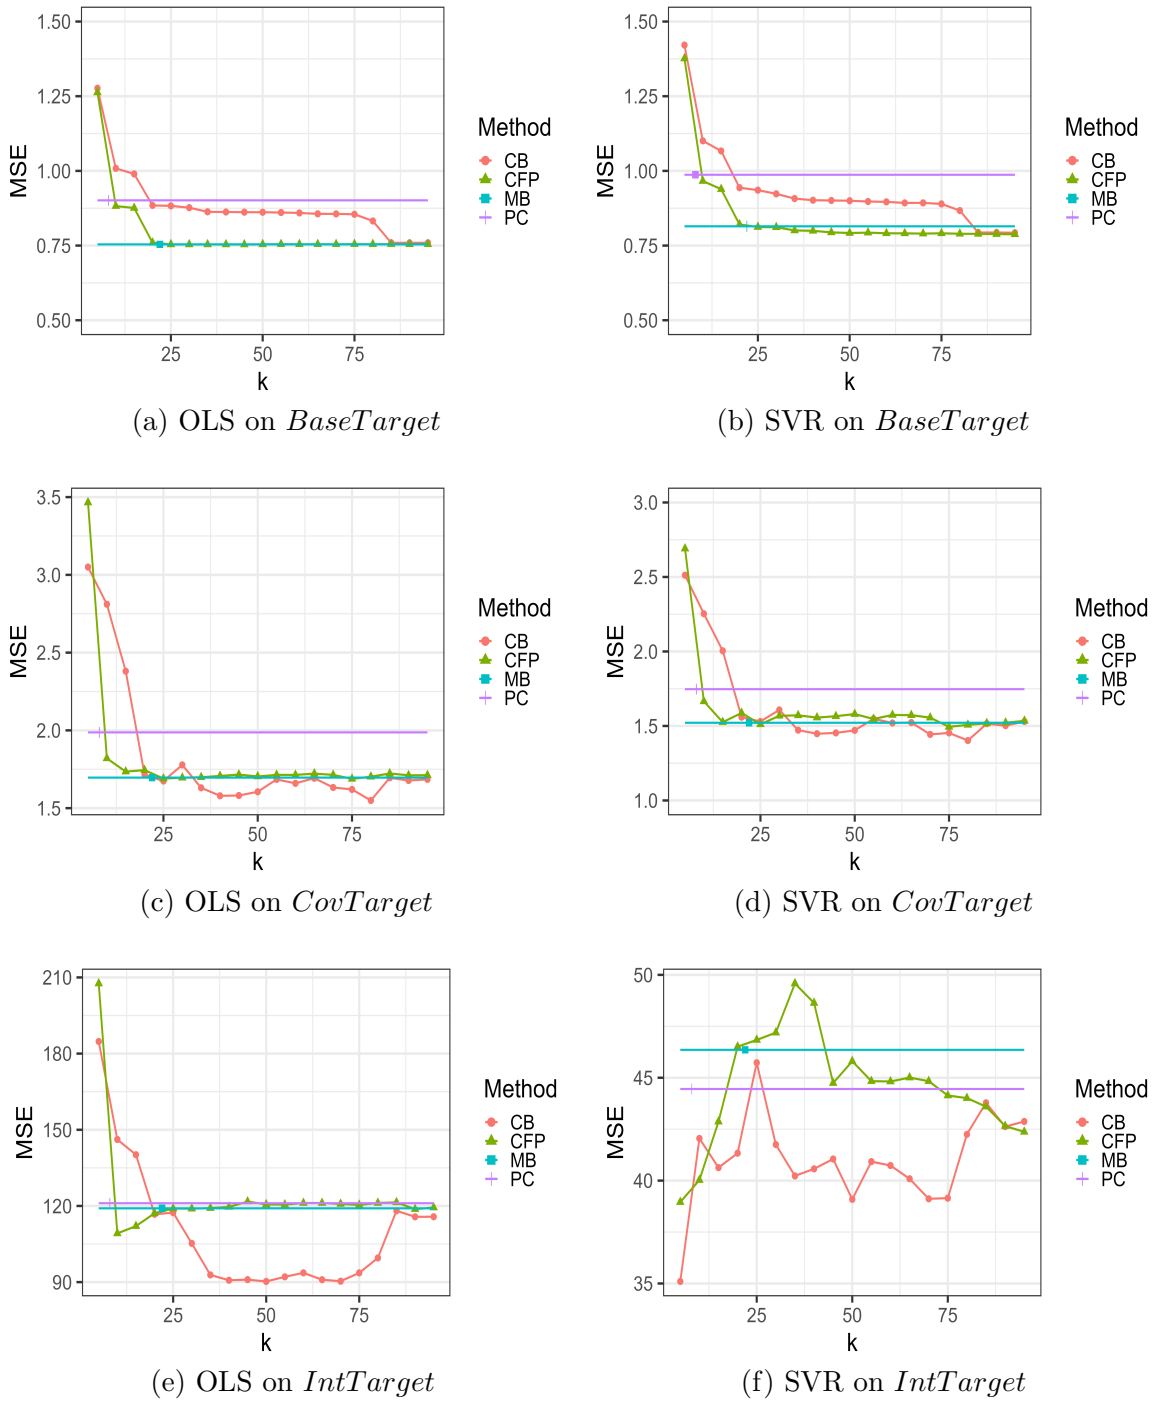 1.50
1.25
1.00
0.75
0.50
MSE
25 50 75
k
Method
CB
CFP
MB
PC
(a) OLS on BaseTarget
1.50
1.25
1.00
0.75
0.50
MSE
25 50 75
k
Method
CB
CFP
MB
PC
(b) SVR on BaseTarget
3.5
3.0
2.5
2.0
1.5
MSE
25 50 75
k
Method
CB
CFP
MB
PC
(c) OLS on CovTarget
3.0
2.5
2.0
1.5
1.0
MSE
25 50 75
k
Method
CB
CFP
MB
PC
(d) SVR on CovTarget
210
180
150
120
90
MSE
25 50 75
k
Method
CB
CFP
MB
PC
(e) OLS on IntTarget
50
45
40
35
MSE
25 50 75
k
Method
CB
CFP
MB
PC
(f) SVR on IntTarget